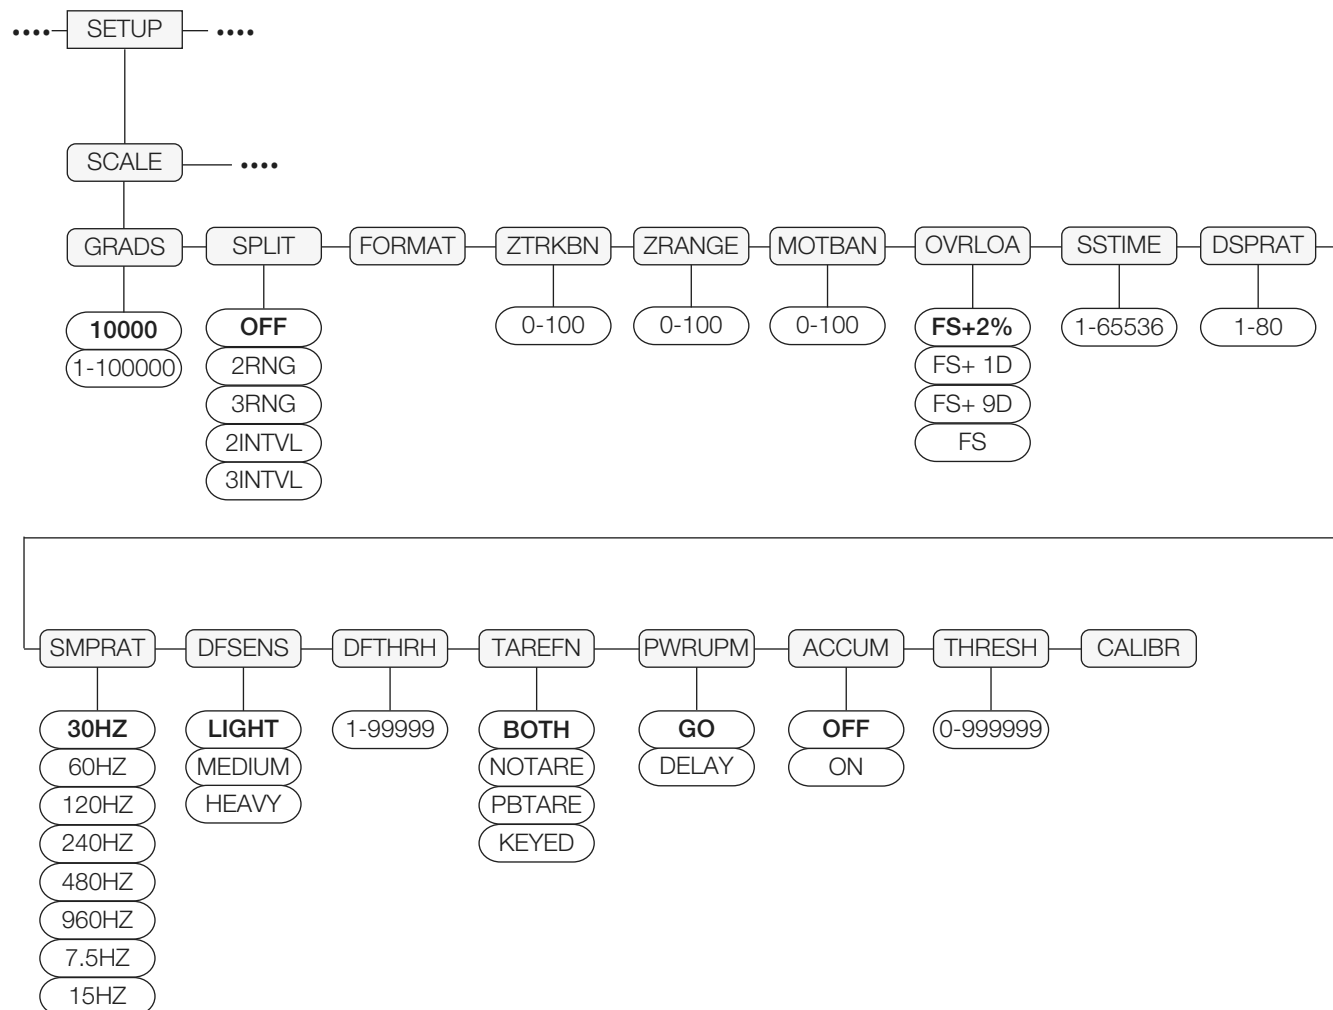 •••• SETUP ••••
SCALE ••••
GRADS SPLIT FORMAT ZTRKBN ZRANGE MOTBAN OVRLOA SSTIME DSPRAT
10000 OFF 0-100 0-100 0-100 FS+2% 1-65536 1-80
1-100000 2RNG FS+ 1D
3RNG FS+ 9D
2INTVL FS
3INTVL
SMPRAT DFSENS DFTHRH TAREFN PWRUPM ACCUM THRESH CALIBR
30HZ LIGHT 1-99999 BOTH GO OFF 0-999999
60HZ MEDIUM NOTARE DELAY ON
120HZ HEAVY PBTARE
240HZ KEYED
480HZ
960HZ
7.5HZ
15HZ